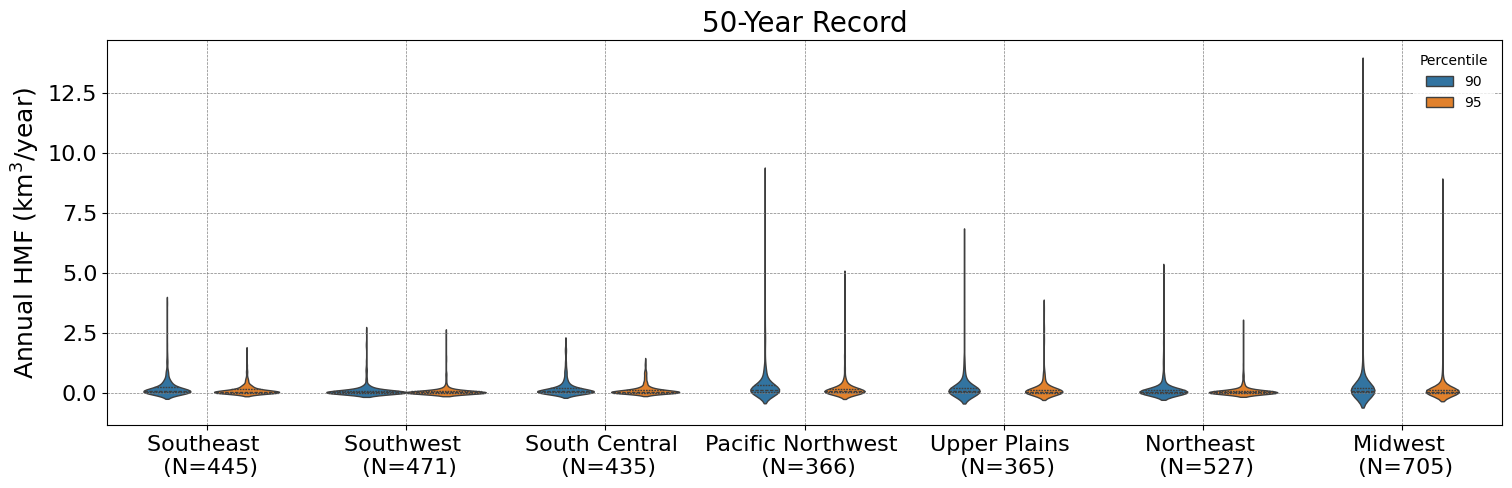 50-Year Record
Annual HMF (km³/year)
12.5
10.0
7.5
5.0
2.5
0.0
Percentile
90
95
Southeast
(N=445)
Southwest
(N=471)
South Central
(N=435)
Pacific Northwest
(N=366)
Upper Plains
(N=365)
Northeast
(N=527)
Midwest
(N=705)